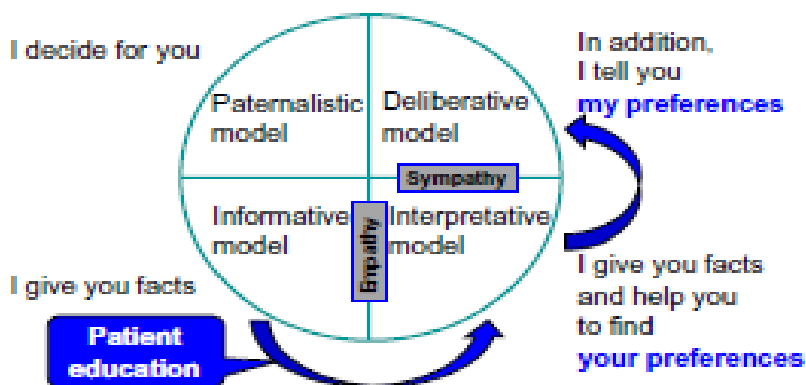 I decide for you
Paternalistic
model
Deliberative
model
In addition,
I tell you
my preferences
Sympathy
Informative
model
Empathy
Interpretative
model
I give you facts
I give you facts
and help you
to find
your preferences
Patient
education